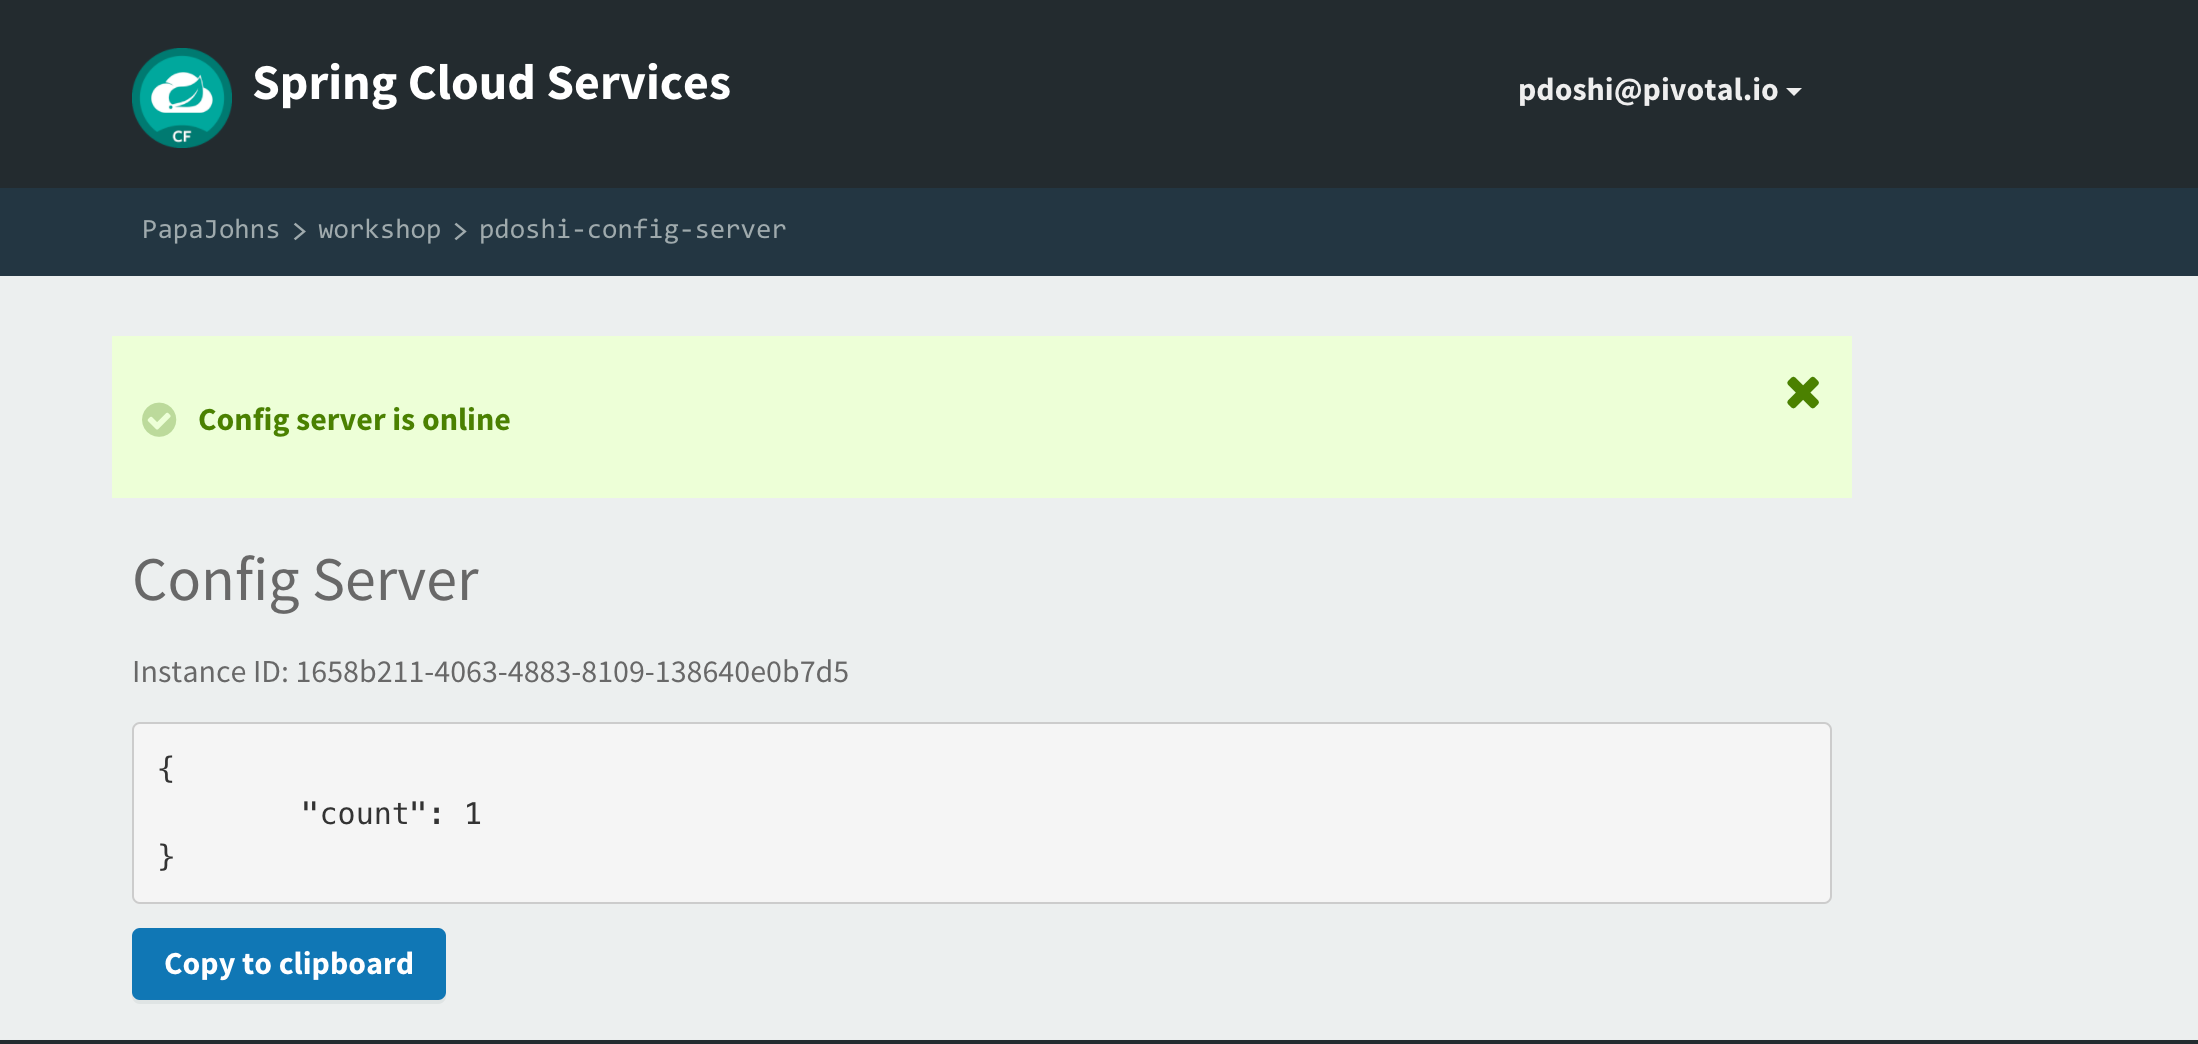 Spring Cloud Services
CF
pdoshi@pivotal.io
PapaJohns > workshop > pdoshi-config-server
Config server is online
Config Server
Instance ID: 1658b211-4063-4883-8109-138640e0b7d5
{
"count": 1
}
Copy to clipboard